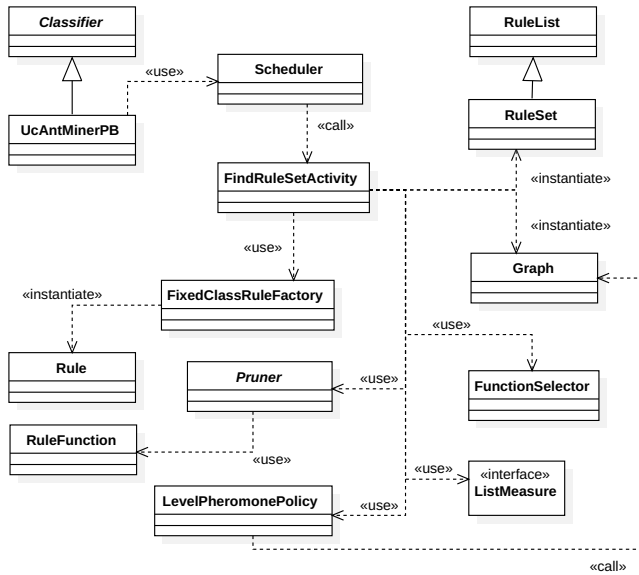 Classifier
RuleList
«use»
Scheduler
UcAntMinerPB
RuleSet
«call»
FindRuleSetActivity
«instantiate»
«instantiate»
«use»
Graph
«instantiate»
FixedClassRuleFactory
«use»
Rule
Pruner
«use»
FunctionSelector
RuleFunction
«use»
«use»
«interface»
ListMeasure
LevelPheromonePolicy
«use»
«call»